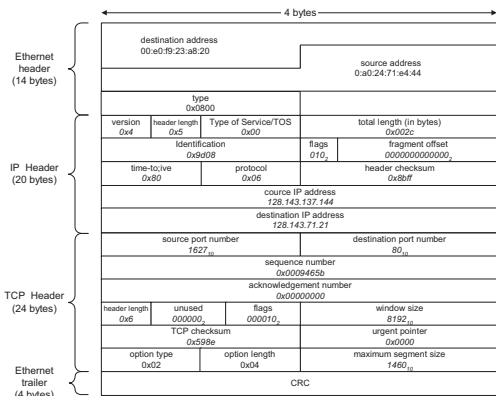 4 bytes
Ethernet
header
(14 bytes)
destination address
00:e0:f9:23:a8:20
source address
0:a0:24:71:e4:44
type
0x0800
IP Header
(20 bytes)
version
0x4
header length
0x5
Type of Service/TOS
0x00
total length (in bytes)
0x002c
Identification
0x9d08
flags
010₂
fragment offset
0000000000000₂
time-to;ive
0x80
protocol
0x06
header checksum
0x8bff
cource IP address
128.143.137.144
destination IP address
128.143.71.21
TCP Header
(24 bytes)
source port number
1627₁₀
destination port number
80₁₀
sequence number
0x0009465b
acknowledgement number
0x00000000
header length
0x6
unused
000000₂
flags
000010₂
window size
8192₁₀
TCP checksum
0x598e
urgent pointer
0x0000
option type
0x02
option length
0x04
maximum segment size
1460₁₀
Ethernet
trailer
(4 bytes)
CRC